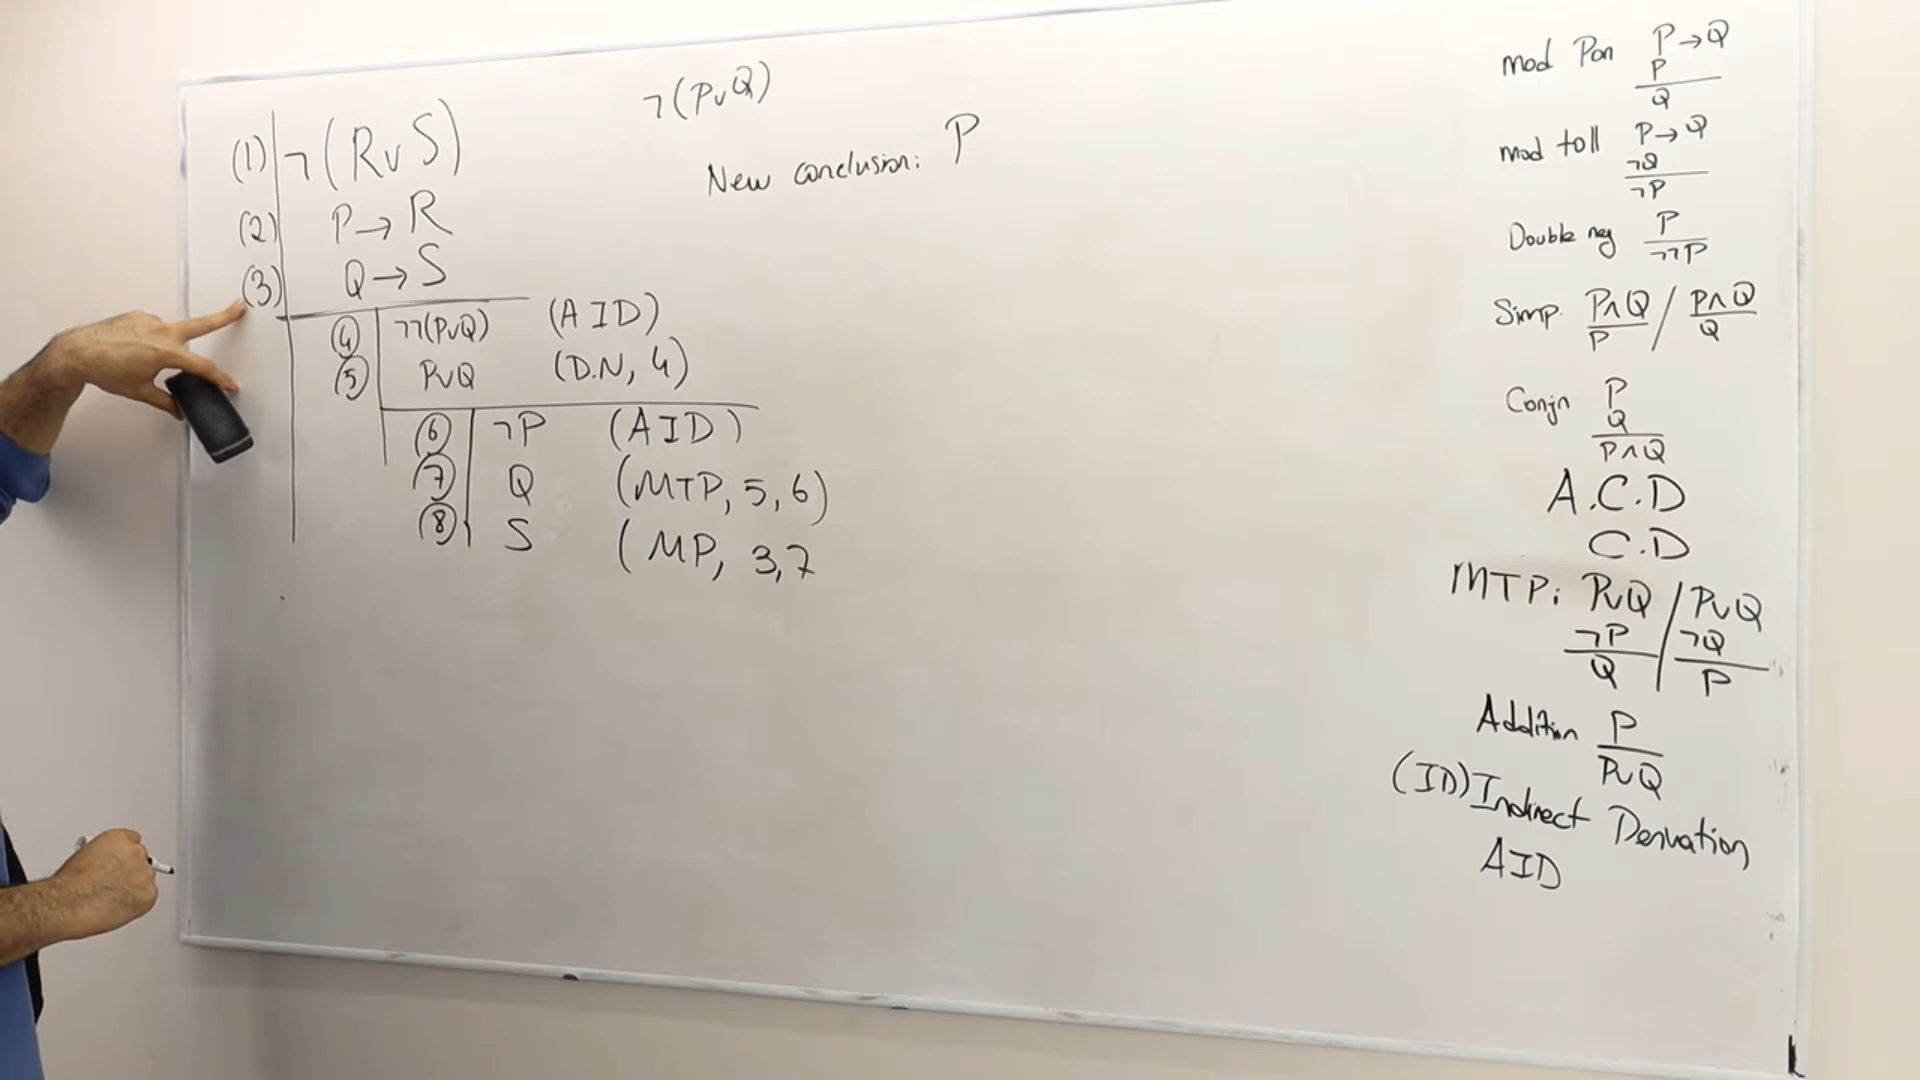 ¬(P∨Q)
New conclusion: P
(1) ¬(R∨S)
(2) P→R
(3) Q→S
④ ¬¬(P∨Q) (AID)
⑤ P∨Q (D.N, 4)
⑥ ¬P (AID)
⑦ Q (MTP, 5, 6)
⑧ S (MP, 3,7
mod Pon P→Q
P
Q
mod toll P→Q
¬Q
¬P
Double neg P
¬¬P
Simp. P∧Q / P∧Q
P Q
Conjn P
Q
P∧Q
A.C.D
C.D
MTP: P∨Q / P∨Q
¬P ¬Q
Q P
Addition P
P∨Q
(ID) Indirect Derivation
AID